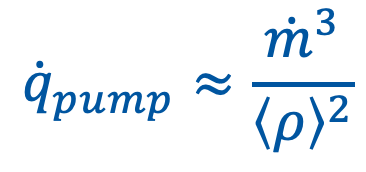 q̇_pump ≈ ṁ³ / ⟨ρ⟩²